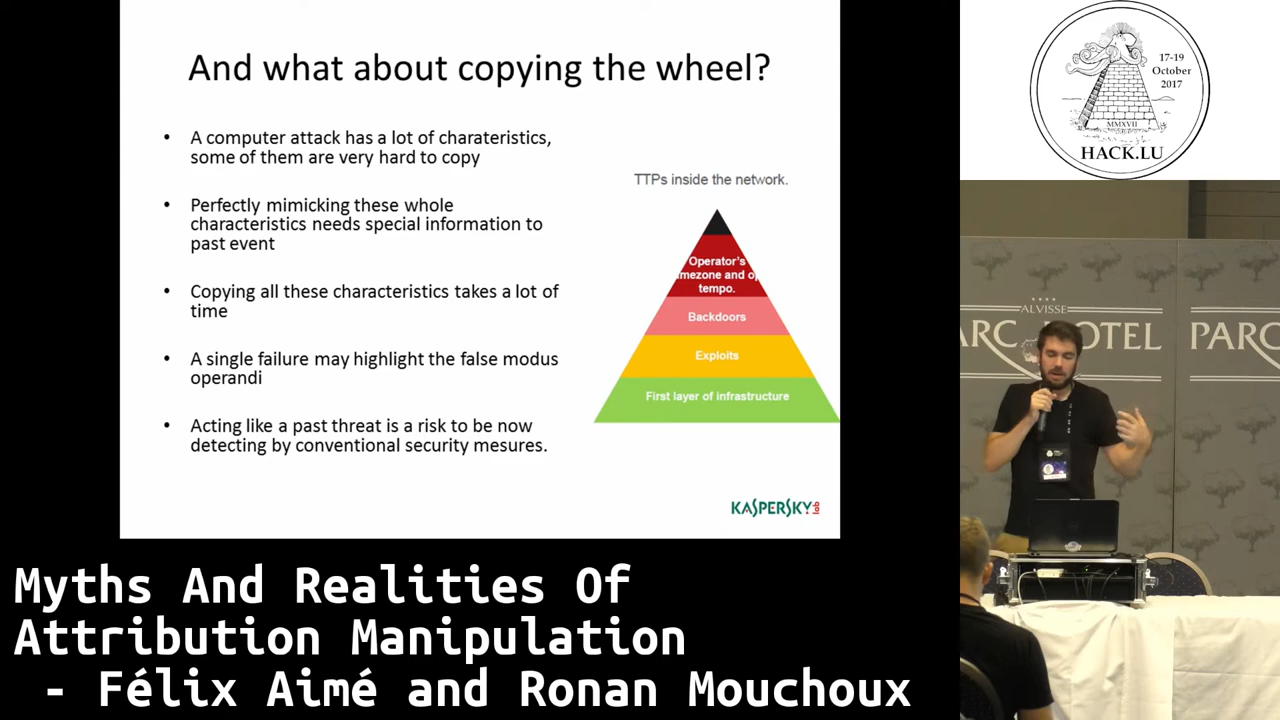 And what about copying the wheel?
• A computer attack has a lot of charateristics,
some of them are very hard to copy
• Perfectly mimicking these whole
characteristics needs special information to
past event
• Copying all these characteristics takes a lot of
time
• A single failure may highlight the false modus
operandi
• Acting like a past threat is a risk to be now
detecting by conventional security mesures.
TTPs inside the network.
Operator's
mezone and op
tempo.
Backdoors
Exploits
First layer of infrastructure
KASPERSKY lab
17-19
October
2017
MMXVII
HACK.LU
ALVISSE
PARC HOTEL
PARC
Myths And Realities Of
Attribution Manipulation
- Félix Aimé and Ronan Mouchoux